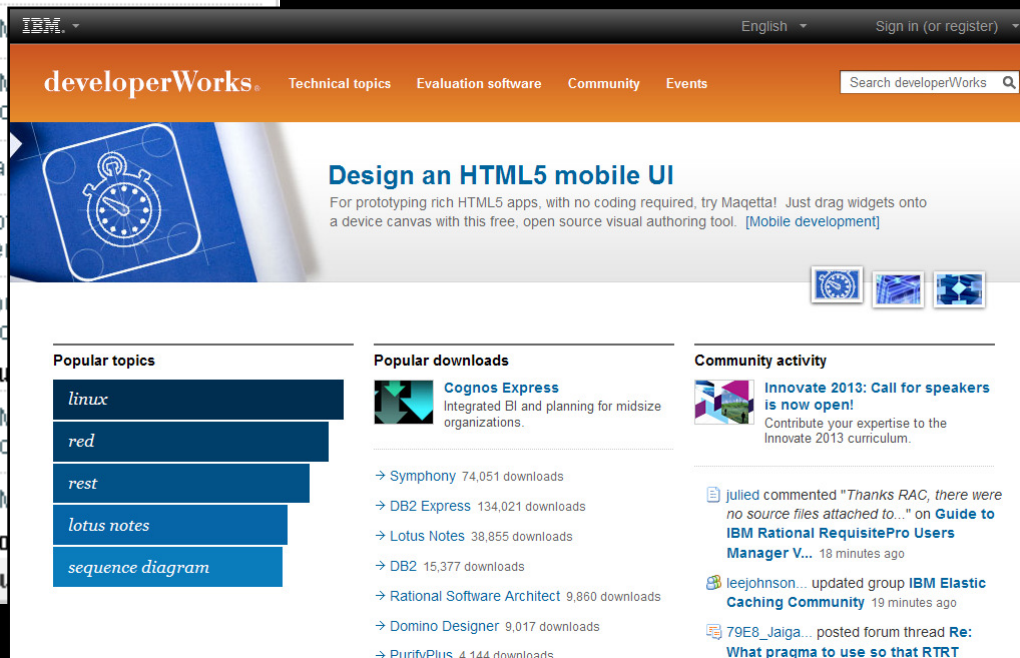 IBM.
English
Sign in (or register)
developerWorks.
Technical topics
Evaluation software
Community
Events
Search developerWorks
Design an HTML5 mobile UI
For prototyping rich HTML5 apps, with no coding required, try Maqetta! Just drag widgets onto
a device canvas with this free, open source visual authoring tool. [Mobile development]
Popular topics
linux
red
rest
lotus notes
sequence diagram
Popular downloads
Cognos Express
Integrated BI and planning for midsize
organizations.
→ Symphony 74,051 downloads
→ DB2 Express 134,021 downloads
→ Lotus Notes 38,855 downloads
→ DB2 15,377 downloads
→ Rational Software Architect 9,860 downloads
→ Domino Designer 9,017 downloads
→ PurifyPlus 4,144 downloads
Community activity
Innovate 2013: Call for speakers
is now open!
Contribute your expertise to the
Innovate 2013 curriculum.
julied commented "Thanks RAC, there were
no source files attached to..." on Guide to
IBM Rational RequisitePro Users
Manager V... 18 minutes ago
leejohnson... updated group IBM Elastic
Caching Community 19 minutes ago
79E8_Jaiga... posted forum thread Re:
What pragma to use so that RTRT